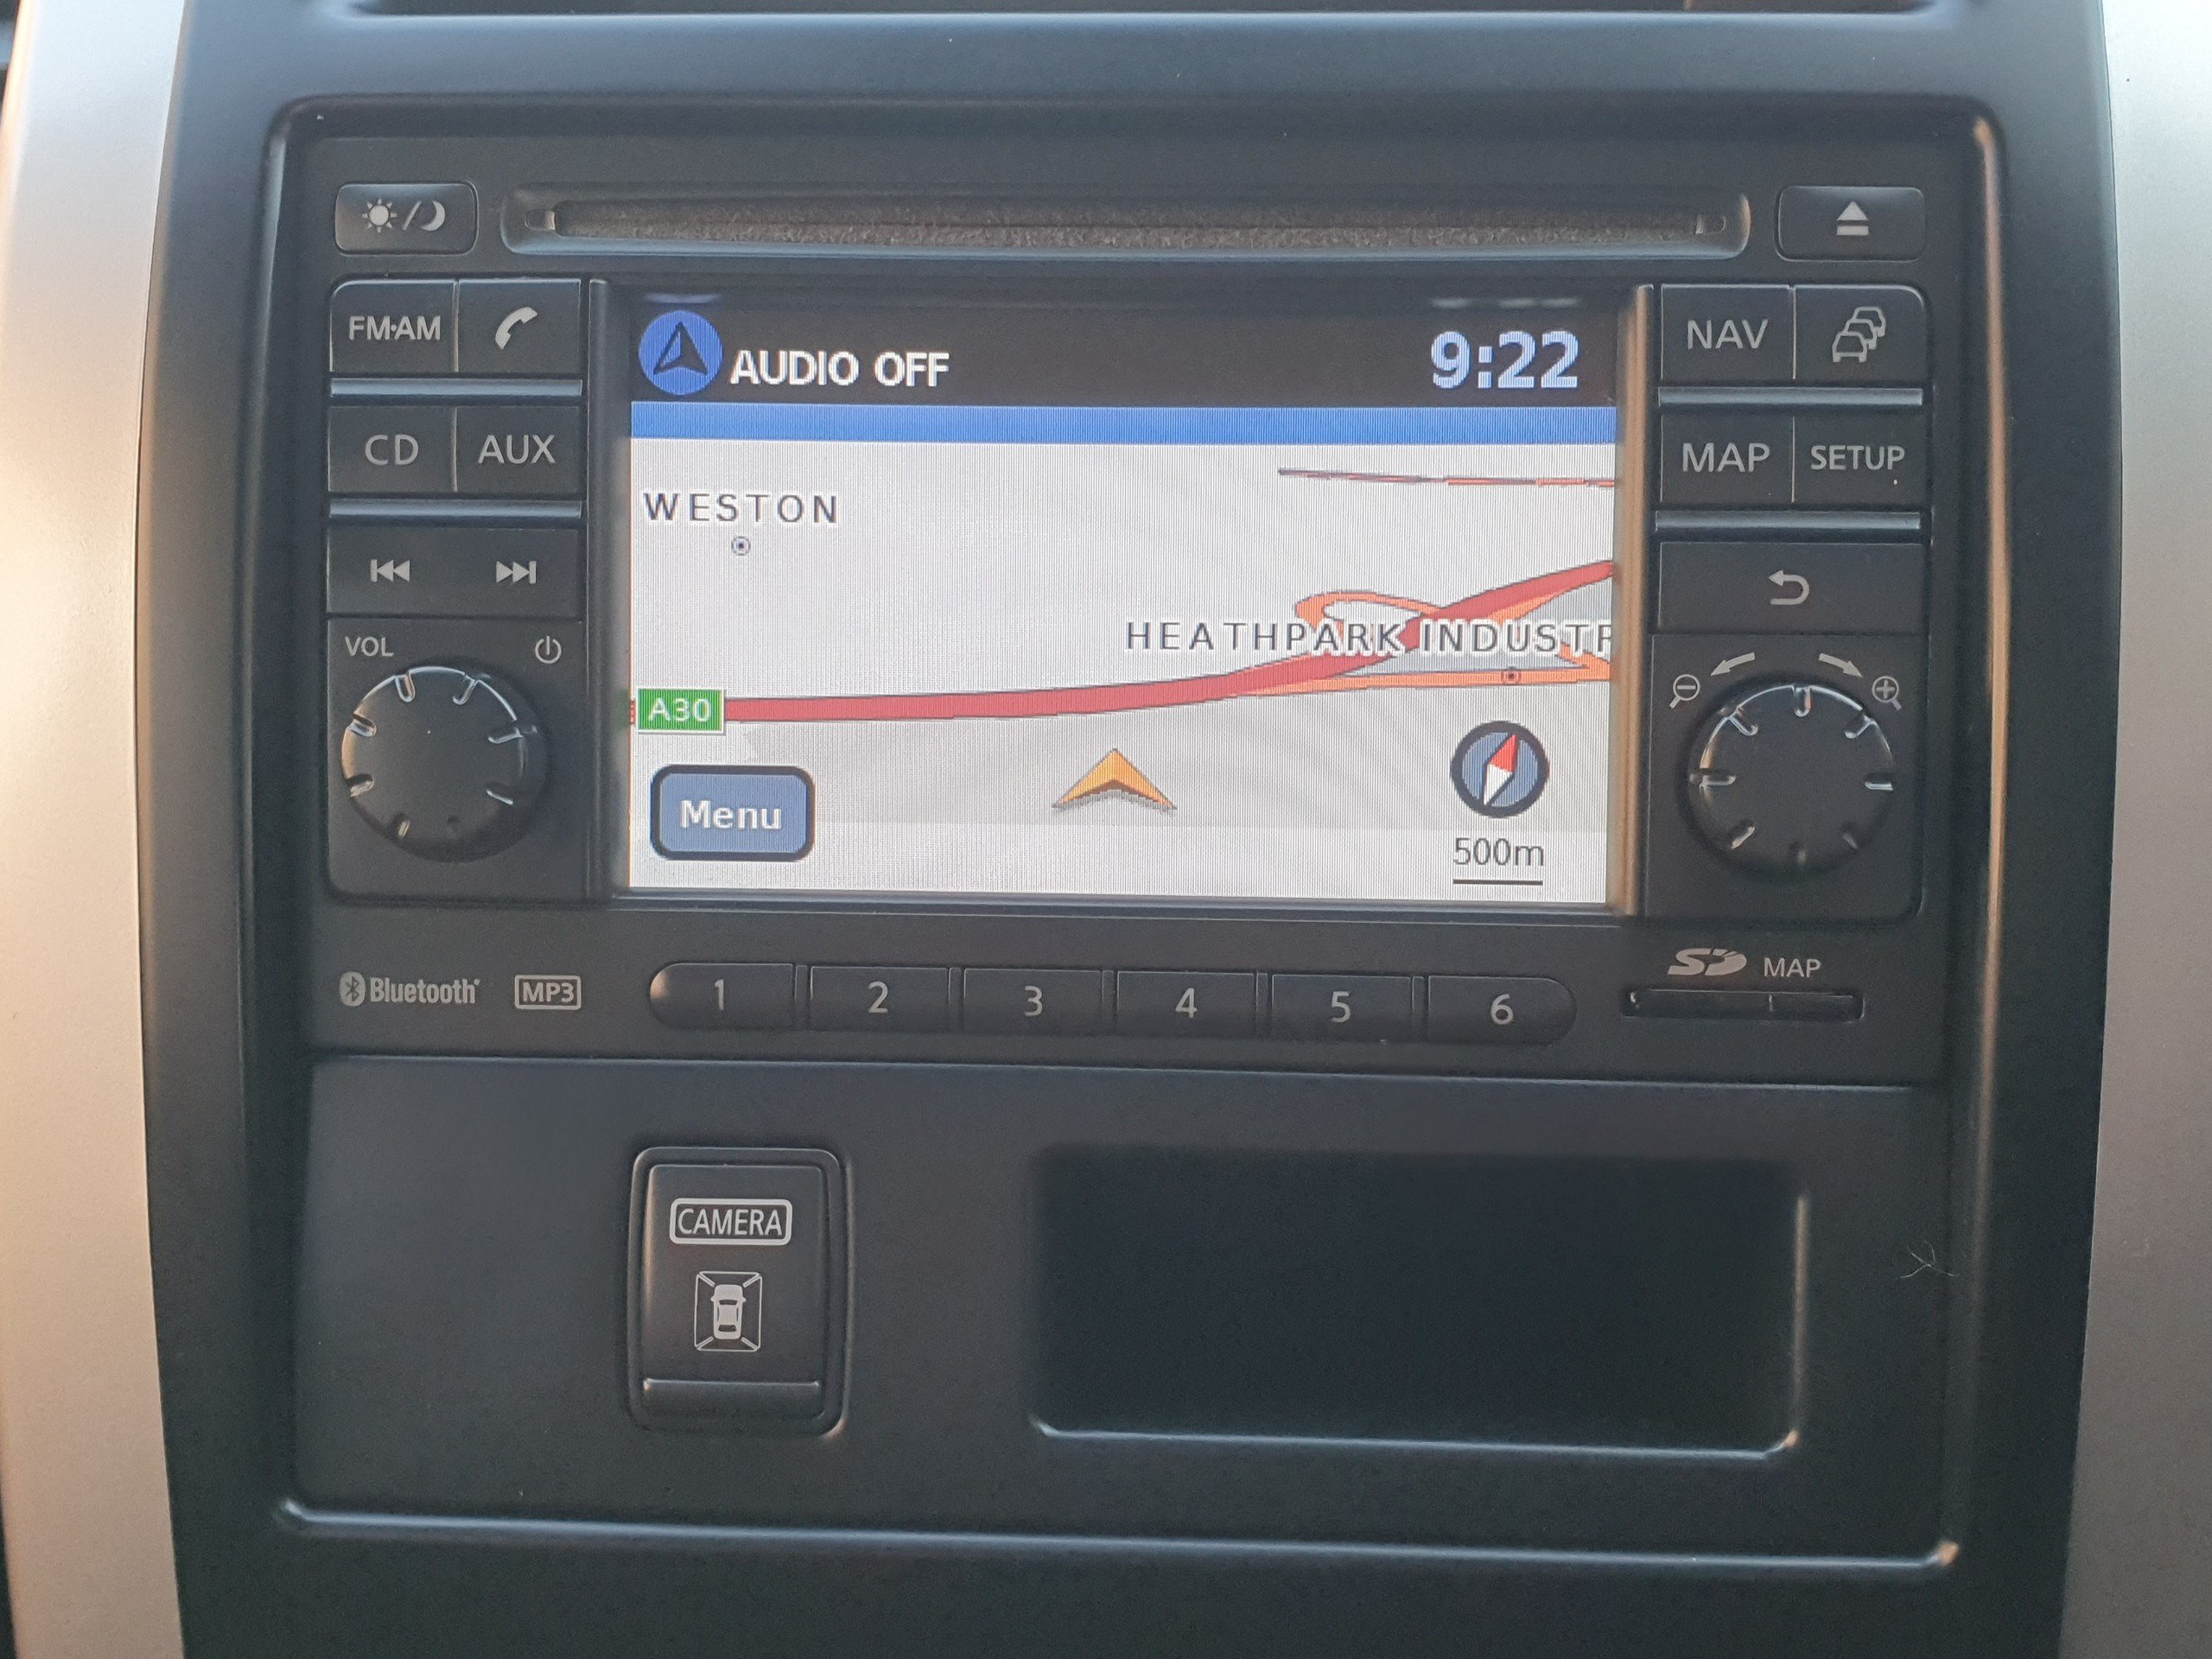 FM·AM
CD
AUX
VOL
AUDIO OFF
9:22
WESTON
HEATHPARK INDUSTR
A30
Menu
500m
NAV
MAP
SETUP
Bluetooth
MP3
1
2
3
4
5
6
SD MAP
CAMERA